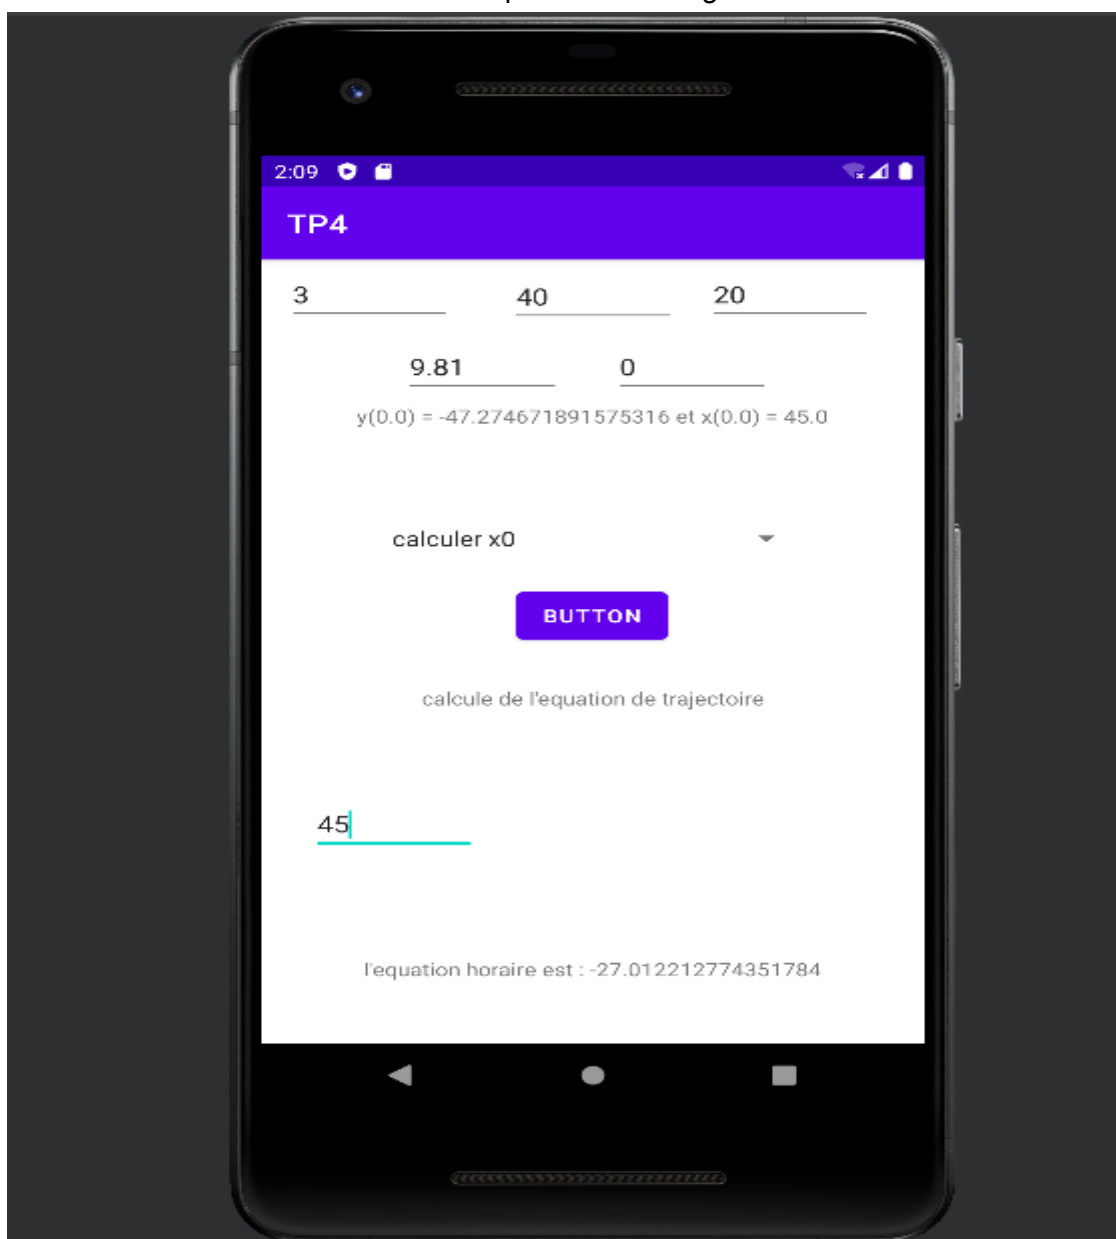 2:09
TP4
3 40 20
9.81 0
y(0.0) = -47.274671891575316 et x(0.0) = 45.0
calculer x0
BUTTON
calcule de l'equation de trajectoire
45
l'equation horaire est : -27.012212774351784